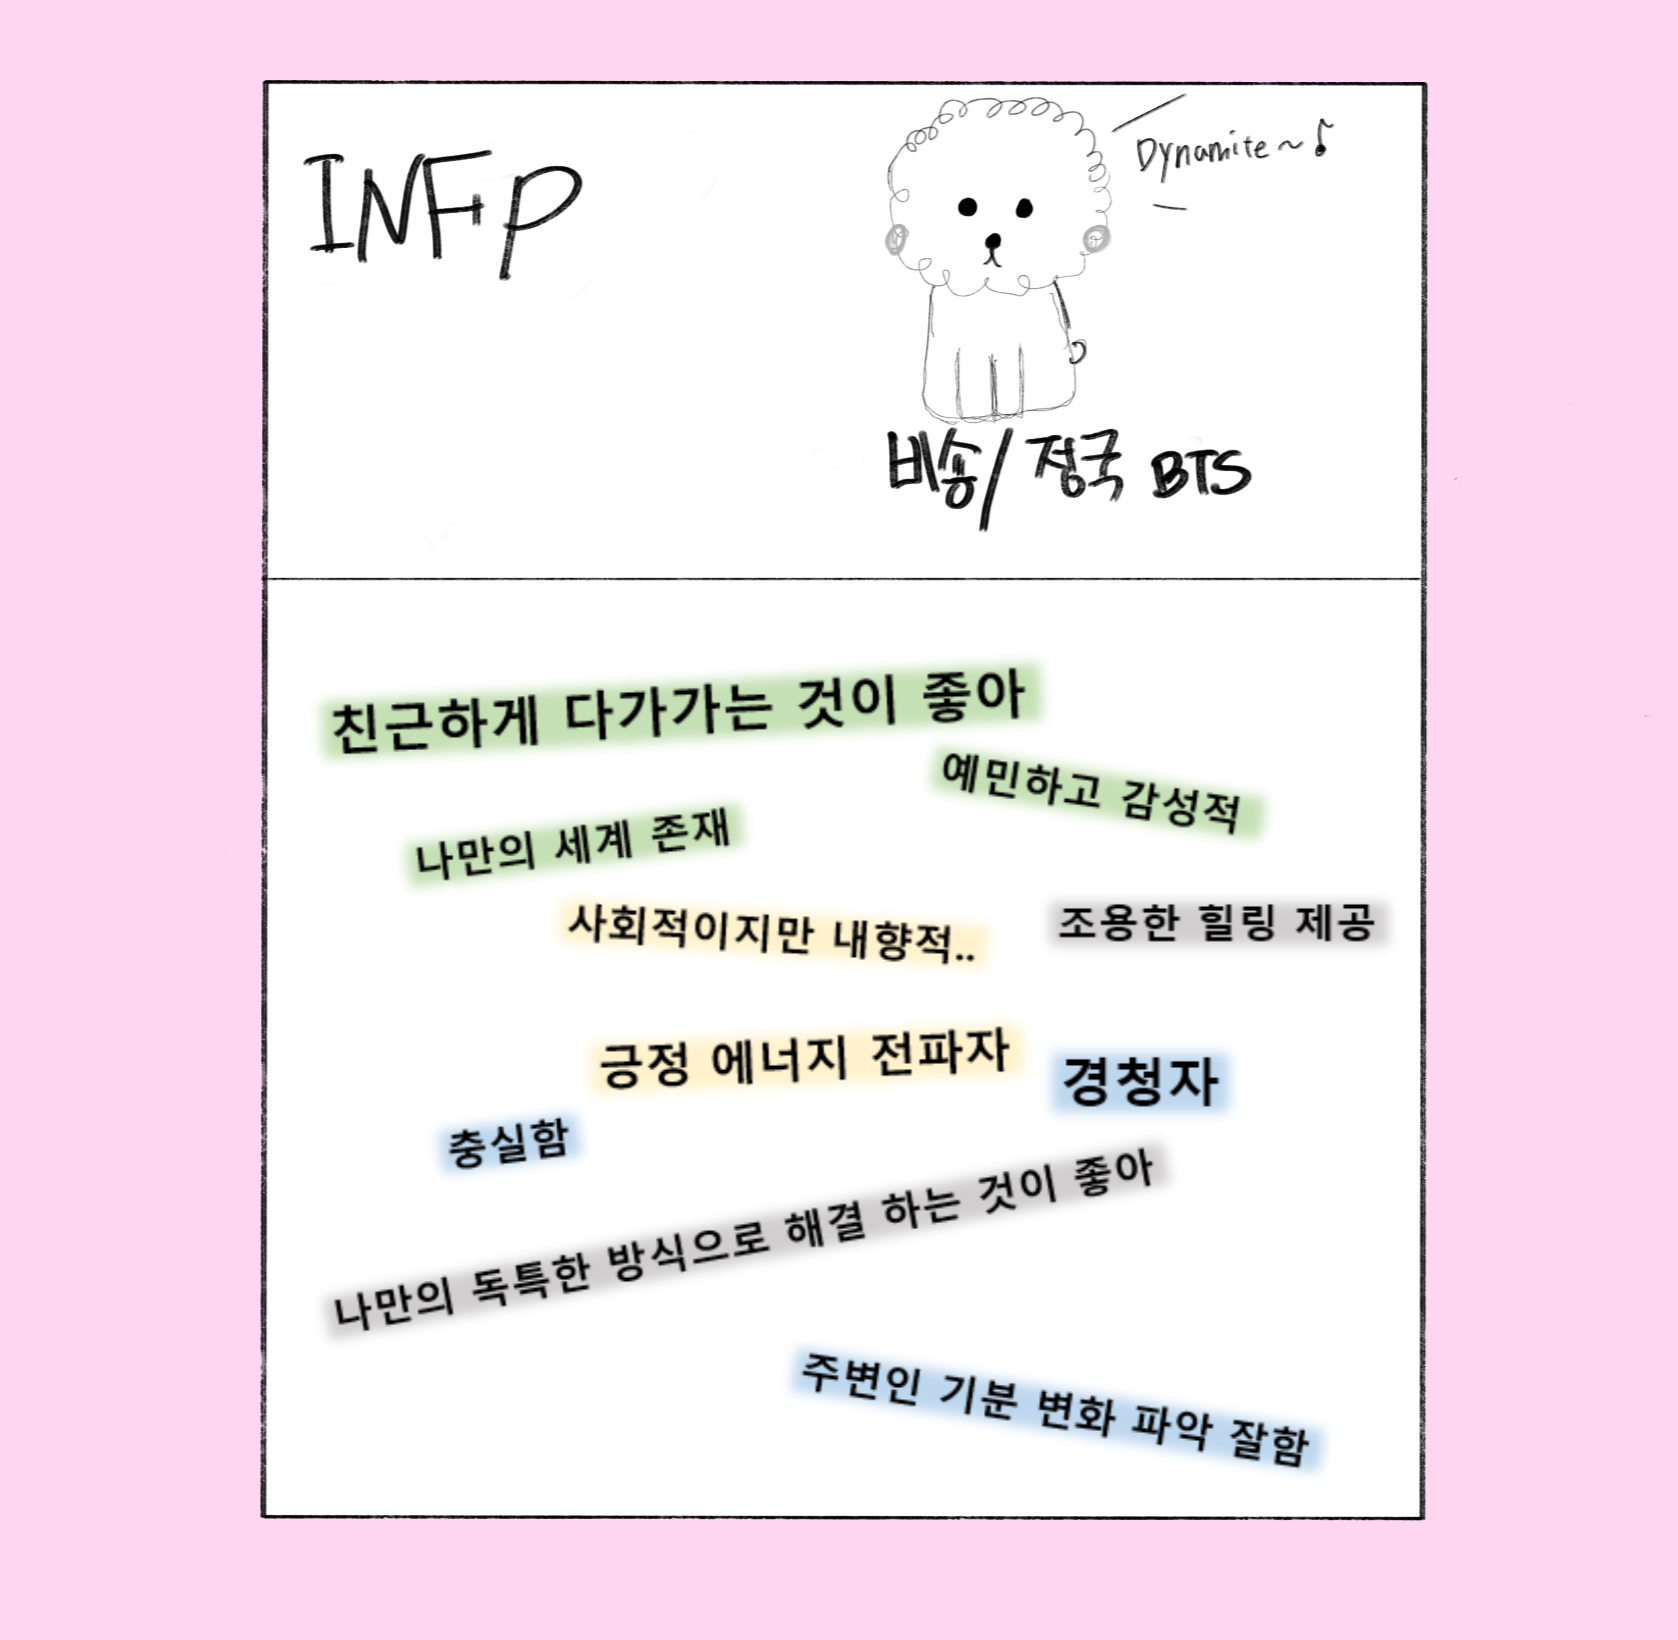 INFP
Dynamite~♪
비숑/정국 BTS
친근하게 다가가는 것이 좋아
예민하고 감성적
나만의 세계 존재
사회적이지만 내향적..
조용한 힐링 제공
긍정 에너지 전파자
경청자
충실함
나만의 독특한 방식으로 해결 하는 것이 좋아
주변인 기분 변화 파악 잘함